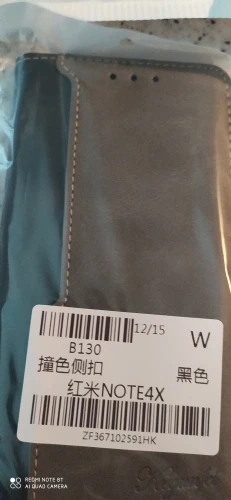 12/15
W
B130
撞色侧扣
黑色
红米NOTE4X
ZF367102591HK
REDMI NOTE 8T
AI QUAD CAMERA